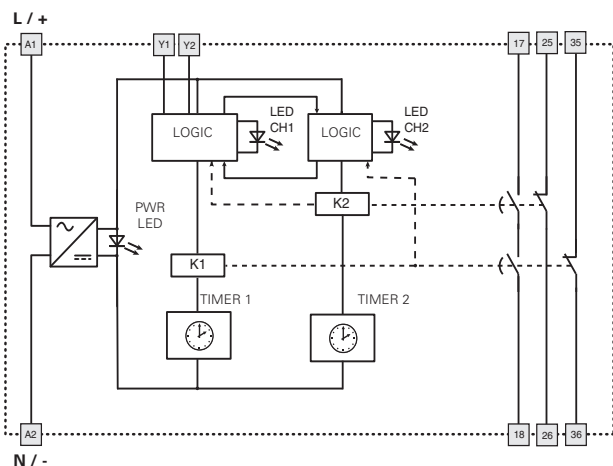 L / +
A1
Y1
Y2
17
25
35
LED
CH1
LED
CH2
LOGIC
LOGIC
K2
PWR
LED
K1
TIMER 1
TIMER 2
A2
18
26
36
N / -